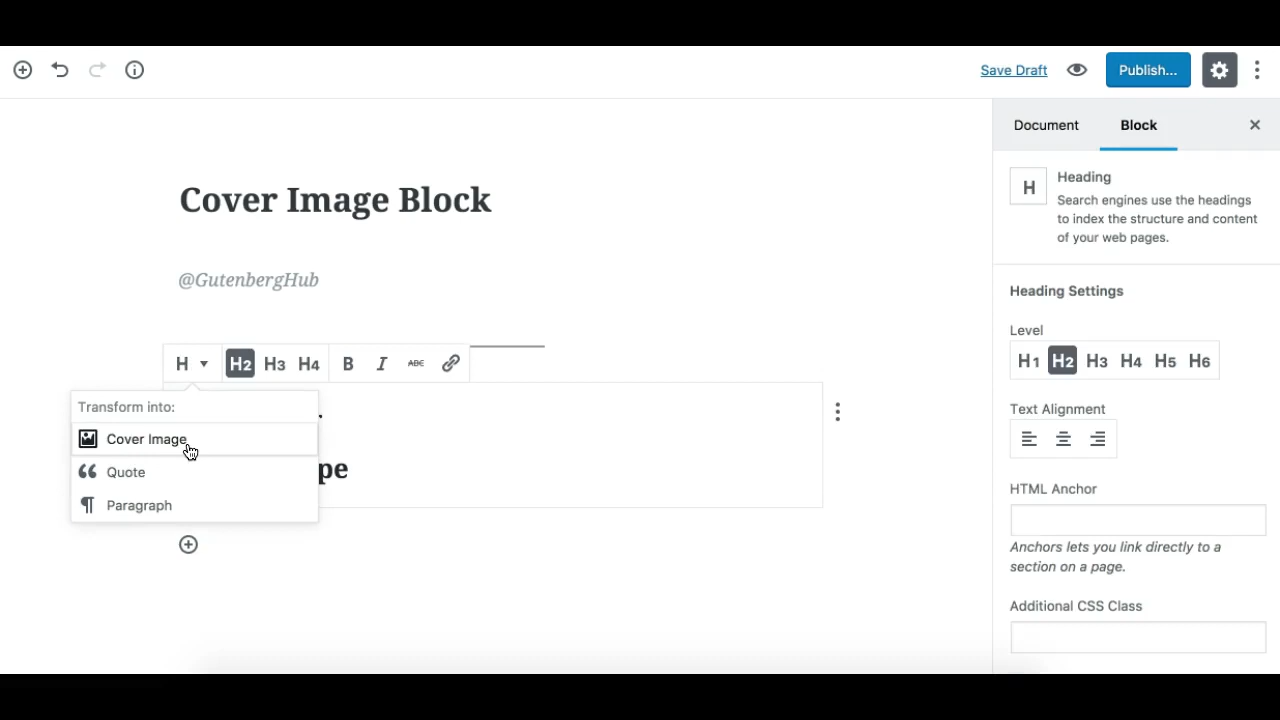 Save Draft
Publish...
Document
Block
Heading
Search engines use the headings
to index the structure and content
of your web pages.
Cover Image Block
@GutenbergHub
H H2 H3 H4 B I ABC
Transform into:
Cover Image
Quote
Paragraph
Heading Settings
Level
H1 H2 H3 H4 H5 H6
Text Alignment
HTML Anchor
Anchors lets you link directly to a
section on a page.
Additional CSS Class